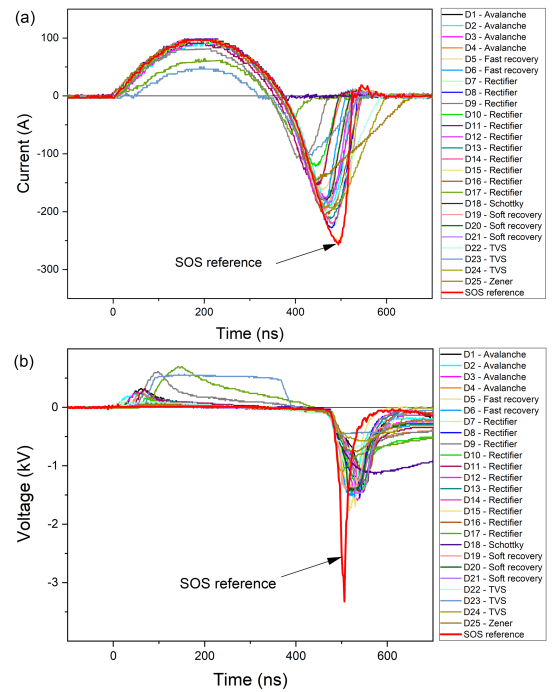 (a)
100
0
-100
-200
-300
Current (A)
0
200
400
600
Time (ns)
SOS reference
D1 - Avalanche
D2 - Avalanche
D3 - Avalanche
D4 - Avalanche
D5 - Fast recovery
D6 - Fast recovery
D7 - Rectifier
D8 - Rectifier
D9 - Rectifier
D10 - Rectifier
D11 - Rectifier
D12 - Rectifier
D13 - Rectifier
D14 - Rectifier
D15 - Rectifier
D16 - Rectifier
D17 - Rectifier
D18 - Schottky
D19 - Soft recovery
D20 - Soft recovery
D21 - Soft recovery
D22 - TVS
D23 - TVS
D24 - TVS
D25 - Zener
SOS reference
(b)
0
-1
-2
-3
Voltage (kV)
0
200
400
600
Time (ns)
SOS reference
D1 - Avalanche
D2 - Avalanche
D3 - Avalanche
D4 - Avalanche
D5 - Fast recovery
D6 - Fast recovery
D7 - Rectifier
D8 - Rectifier
D9 - Rectifier
D10 - Rectifier
D11 - Rectifier
D12 - Rectifier
D13 - Rectifier
D14 - Rectifier
D15 - Rectifier
D16 - Rectifier
D17 - Rectifier
D18 - Schottky
D19 - Soft recovery
D20 - Soft recovery
D21 - Soft recovery
D22 - TVS
D23 - TVS
D24 - TVS
D25 - Zener
SOS reference